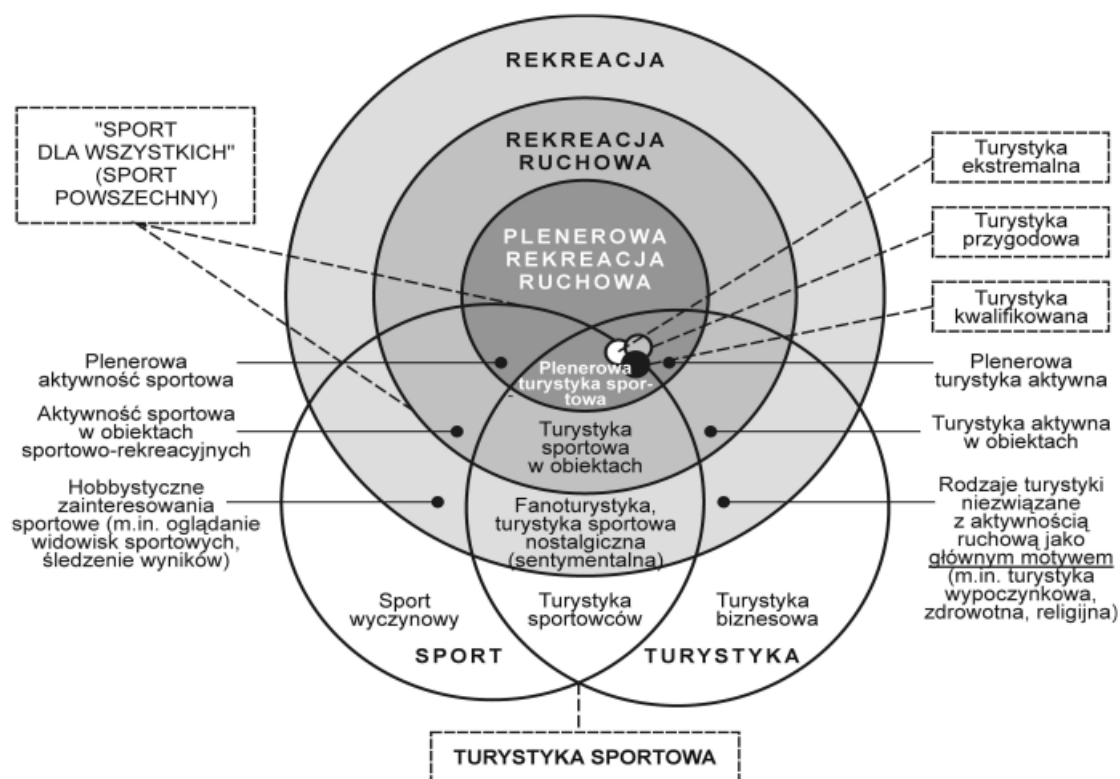 REKREACJA
"SPORT
DLA WSZYSTKICH"
(SPORT
POWSZECHNY)
REKREACJA
RUCHOWA
Turystyka
ekstremalna
PLENEROWA
REKREACJA
RUCHOWA
Turystyka
przygodowa
Turystyka
kwalifikowana
Plenerowa
aktywność sportowa
Plenerowa
turystyka spor-
towa
Plenerowa
turystyka aktywna
Aktywność sportowa
w obiektach
sportowo-rekreacyjnych
Turystyka
sportowa
w obiektach
Turystyka aktywna
w obiektach
Hobbystyczne
zainteresowania
sportowe (m.in. oglądanie
widowisk sportowych,
śledzenie wyników)
Fanoturystyka,
turystyka sportowa
nostalgiczna
(sentymentalna)
Rodzaje turystyki
niezwiązane
z aktywnością
ruchową jako
głównym motywem
(m.in. turystyka
wypoczynkowa,
zdrowotna, religijna)
Sport
wyczynowy
Turystyka
sportowców
Turystyka
biznesowa
SPORT
TURYSTYKA
TURYSTYKA SPORTOWA